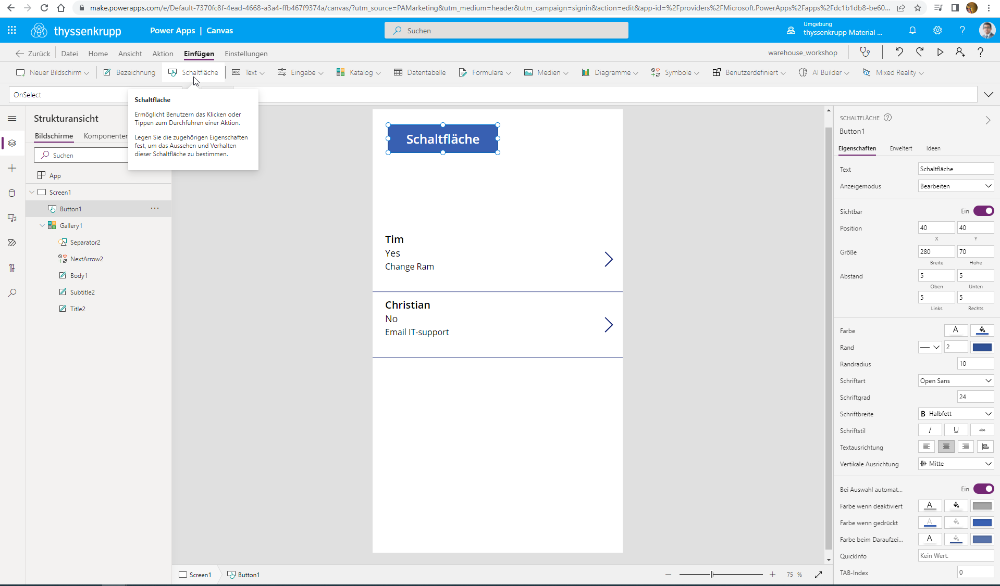 make.powerapps.com/e/Default-7370fc8f-4ead-4668-a3a4-ffb467f9374a/canvas/?utm_source=PAMarketing&utm_medium=header&utm_campaign=signin&action=edit&app-id=%2Fproviders%2FMicrosoft.PowerApps%2Fapps%2Fdc1b1db8-be60...
thyssenkrupp
Power Apps | Canvas
Suchen
Umgebung
thyssenkrupp Material ...
Zurück
Datei
Home
Ansicht
Aktion
Einfügen
Einstellungen
warehouse_workshop
Neuer Bildschirm
Bezeichnung
Schaltfläche
Text
Eingabe
Katalog
Datentabelle
Formulare
Medien
Diagramme
Symbole
Benutzerdefiniert
AI Builder
Mixed Reality
OnSelect
Schaltfläche
Ermöglicht Benutzern das Klicken oder
Tippen zum Durchführen einer Aktion.
Legen Sie die zugehörigen Eigenschaften
fest, um das Aussehen und Verhalten
dieser Schaltfläche zu bestimmen.
Strukturansicht
Bildschirme
Komponenten
Suchen
App
Screen1
Button1
Gallery1
Separator2
NextArrow2
Body1
Subtitle2
Title2
Schaltfläche
Tim
Yes
Change Ram
Christian
No
Email IT-support
Screen1
Button1
75 %
SCHALTFLÄCHE
Button1
Eigenschaften
Erweitert
Ideen
Text
Schaltfläche
Anzeigemodus
Bearbeiten
Sichtbar
Ein
Position
40
40
X
Y
Größe
280
70
Breite
Höhe
Abstand
5
5
Oben
Unten
5
5
Links
Rechts
Farbe
A
Rand
2
Randradius
10
Schriftart
Open Sans
Schriftgrad
24
Schriftbreite
B Halbfett
Schriftstil
/ U abc
Textausrichtung
Vertikale Ausrichtung
Mitte
Bei Auswahl automat...
Ein
Farbe wenn deaktiviert
A
Farbe wenn gedrückt
A
Farbe beim Daraufzei...
A
QuickInfo
Kein Wert.
TAB-Index
0